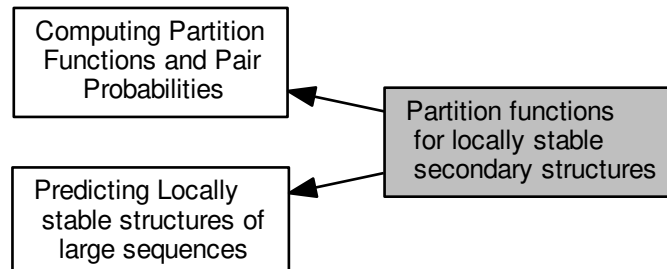 Computing Partition
Functions and Pair
Probabilities
Partition functions
for locally stable
secondary structures
Predicting Locally
stable structures of
large sequences